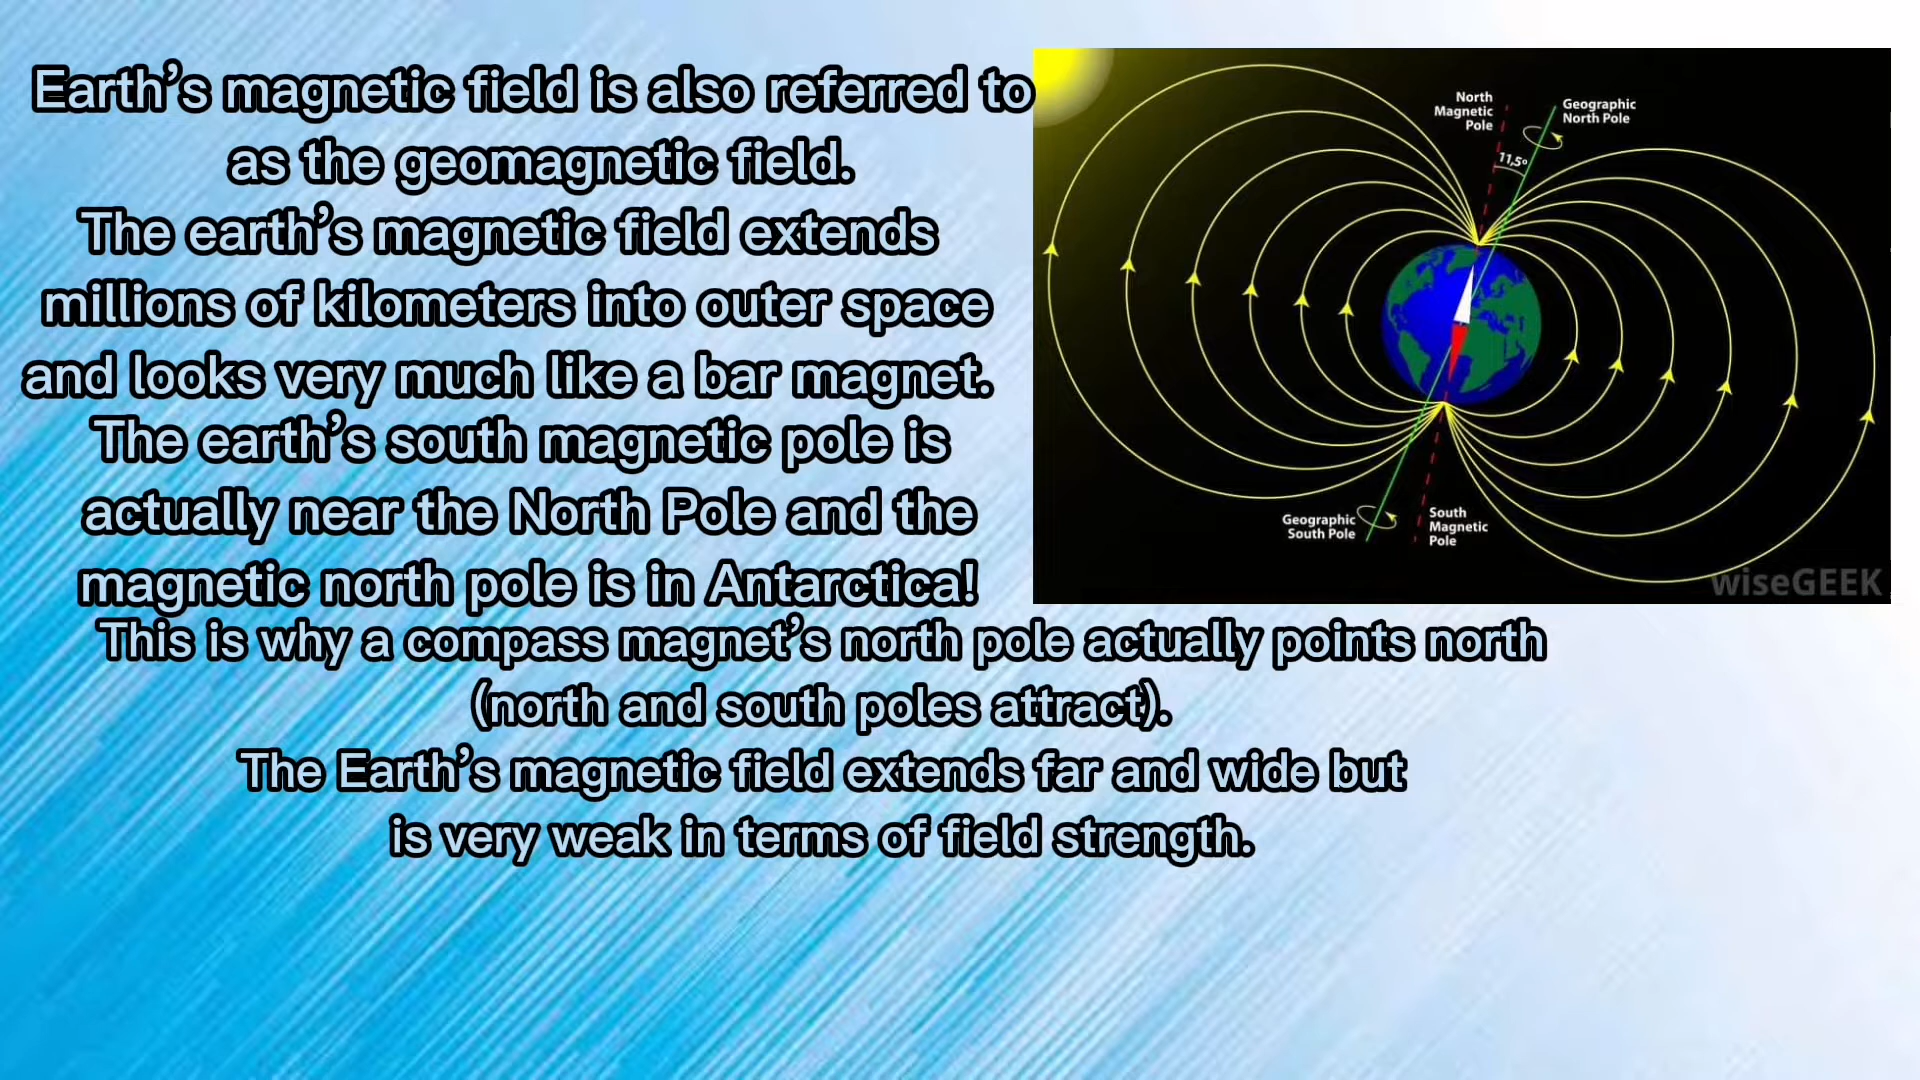 Earth’s magnetic field is also referred to
as the geomagnetic field.
The earth’s magnetic field extends
millions of kilometers into outer space
and looks very much like a bar magnet.
The earth’s south magnetic pole is
actually near the North Pole and the
magnetic north pole is in Antarctica!
This is why a compass magnet’s north pole actually points north
(north and south poles attract).
The Earth’s magnetic field extends far and wide but
is very weak in terms of field strength.
North
Magnetic
Pole
Geographic
North Pole
11,5º
Geographic
South Pole
South
Magnetic
Pole
wiseGEEK